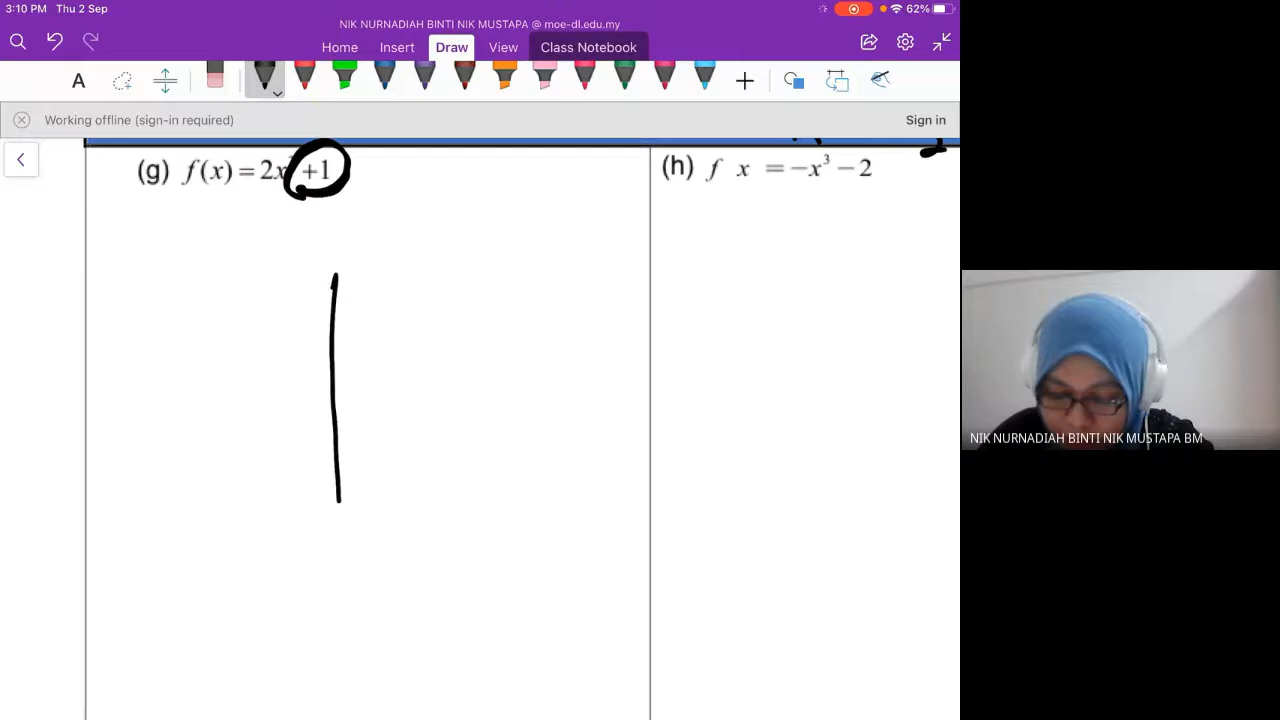 3:10 PM Thu 2 Sep
62%
NIK NURNADIAH BINTI NIK MUSTAPA @ moe-dl.edu.my
Home Insert Draw View Class Notebook
A
Working offline (sign-in required) Sign in
(g) f(x) = 2x +1
(h) f x = −x³ − 2
NIK NURNADIAH BINTI NIK MUSTAPA BM